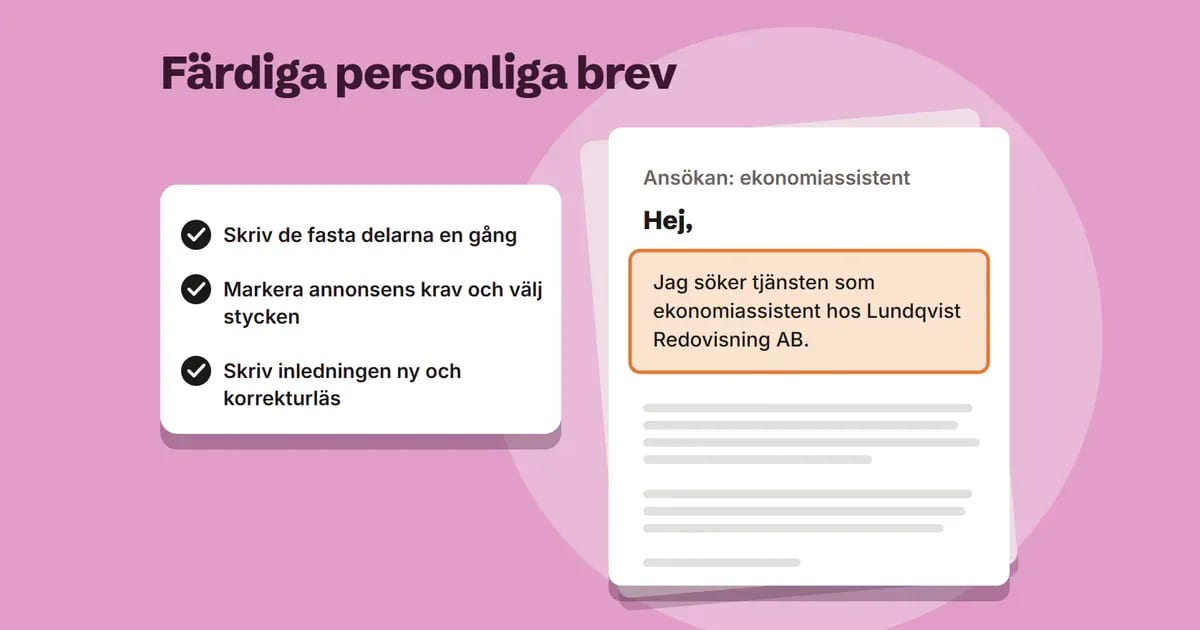 Färdiga personliga brev
Skriv de fasta delarna en gång
Markera annonsens krav och välj
stycken
Skriv inledningen ny och
korrekturläs
Ansökan: ekonomiassistent
Hej,
Jag söker tjänsten som
ekonomiassistent hos Lundqvist
Redovisning AB.